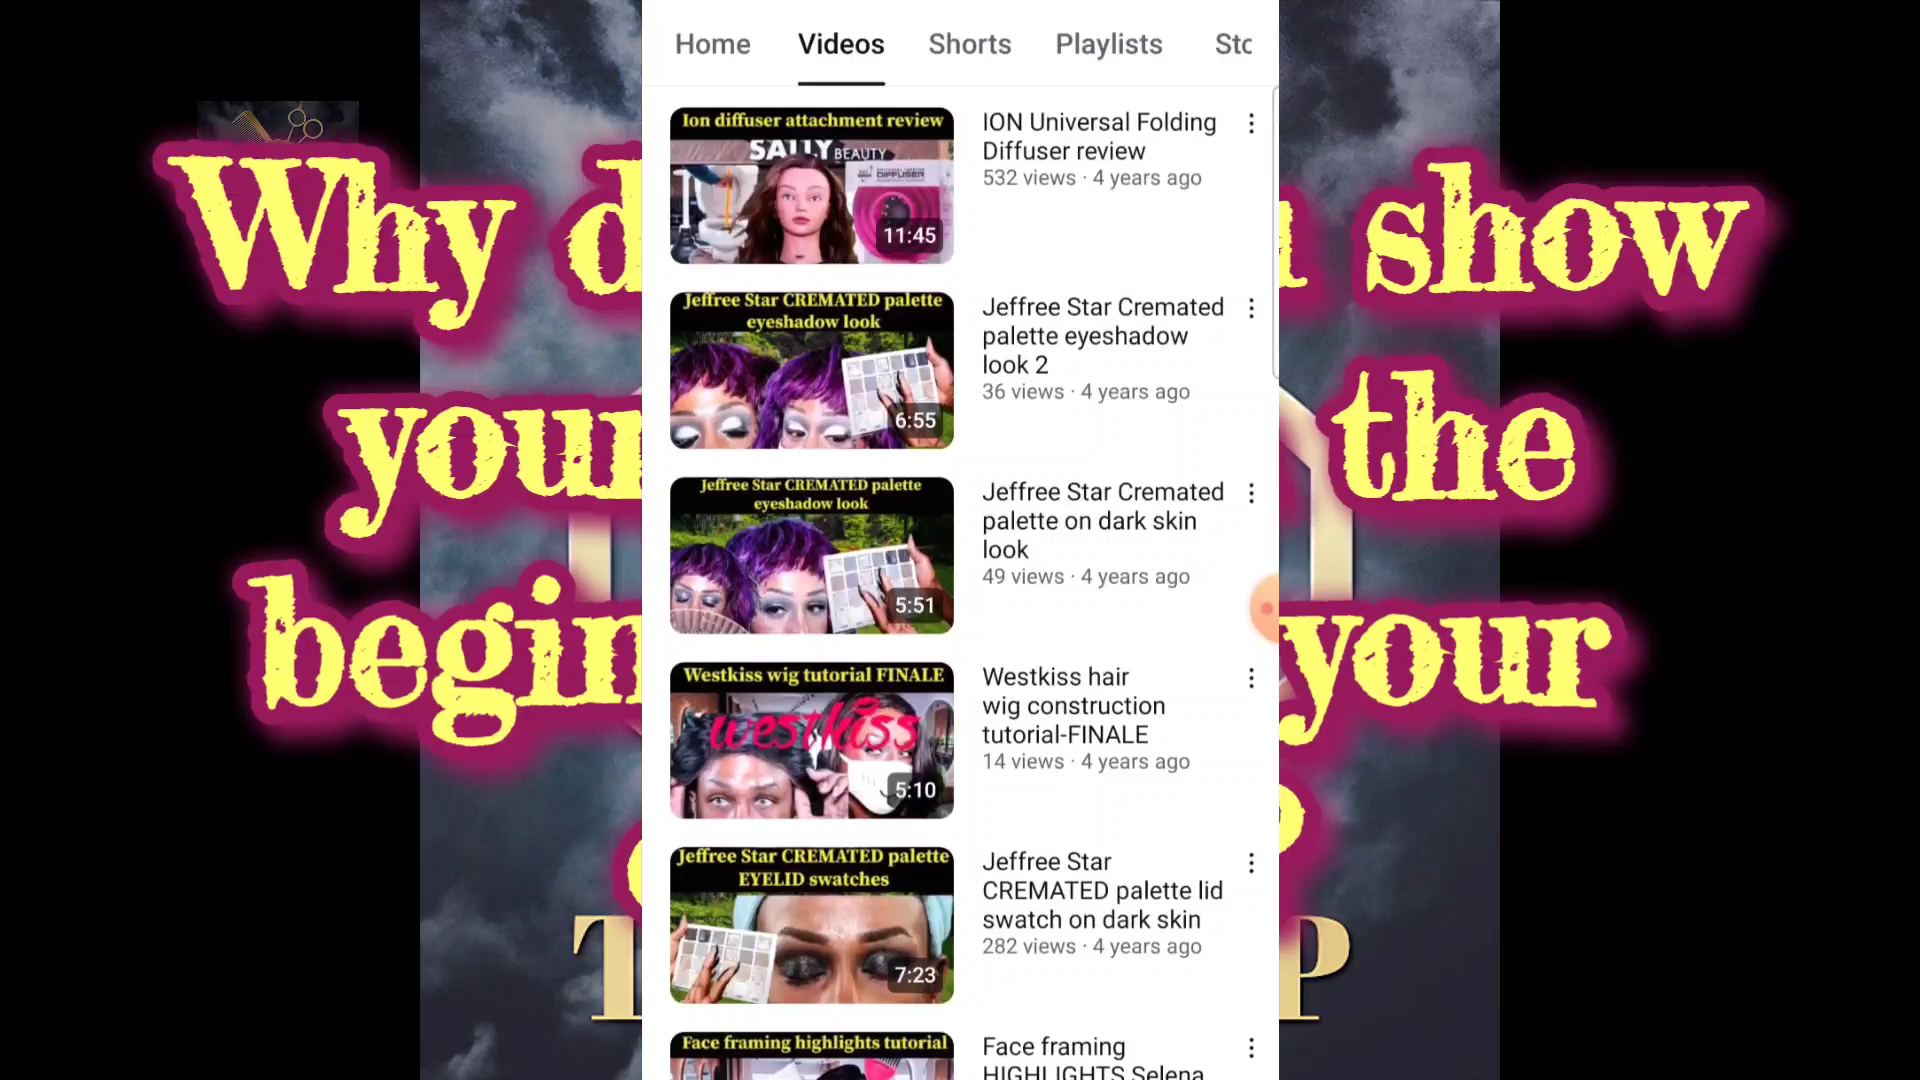 Home Videos Shorts Playlists
Ion diffuser attachment review
SALLY BEAUTY
DIFFUSER
11:45
ION Universal Folding
Diffuser review
532 views · 4 years ago
Jeffree Star CREMATED palette
eyeshadow look
6:55
Jeffree Star Cremated
palette eyeshadow
look 2
36 views · 4 years ago
Jeffree Star CREMATED palette
eyeshadow look
5:51
Jeffree Star Cremated
palette on dark skin
look
49 views · 4 years ago
Westkiss wig tutorial FINALE
westkiss
5:10
Westkiss hair
wig construction
tutorial-FINALE
14 views · 4 years ago
Jeffree Star CREMATED palette
EYELID swatches
7:23
Jeffree Star
CREMATED palette lid
swatch on dark skin
282 views · 4 years ago
Face framing highlights tutorial
Face framing
HIGHLIGHTS Selena
Why show
the
your